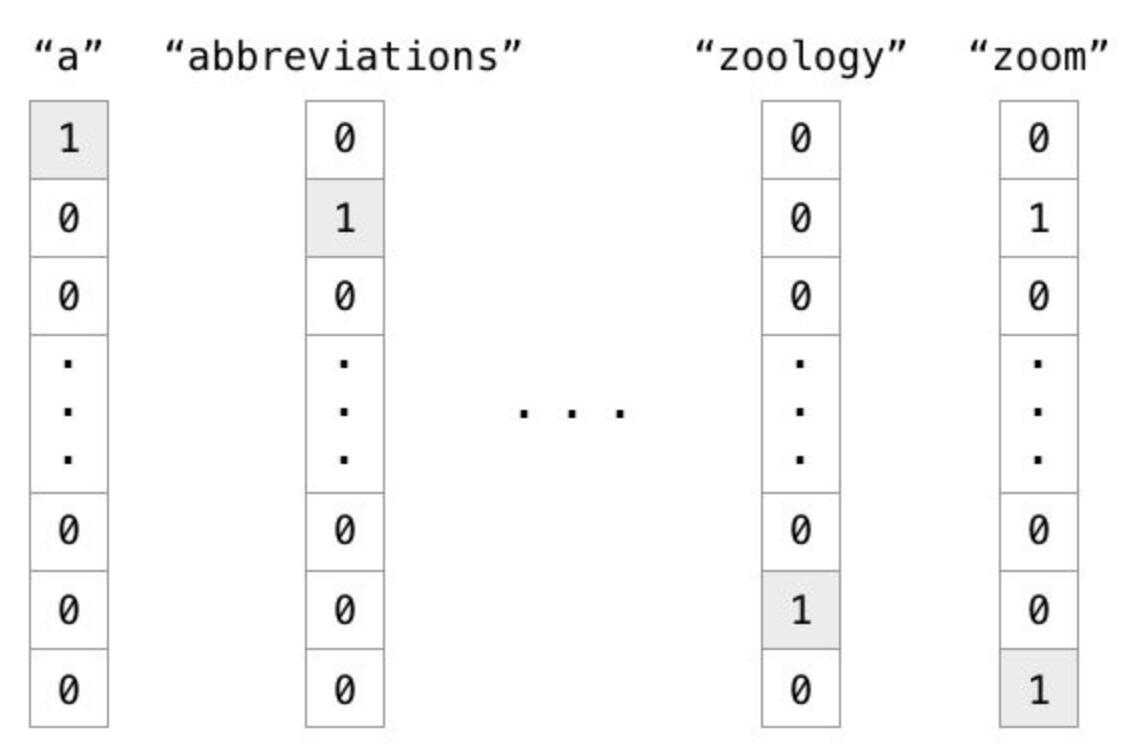 “a” “abbreviations” “zoology” “zoom”
1 0 0 0
0 1 0 1
0 0 0 0
. . . .
. . . . . . .
. . . .
0 0 0 0
0 0 1 0
0 0 0 1